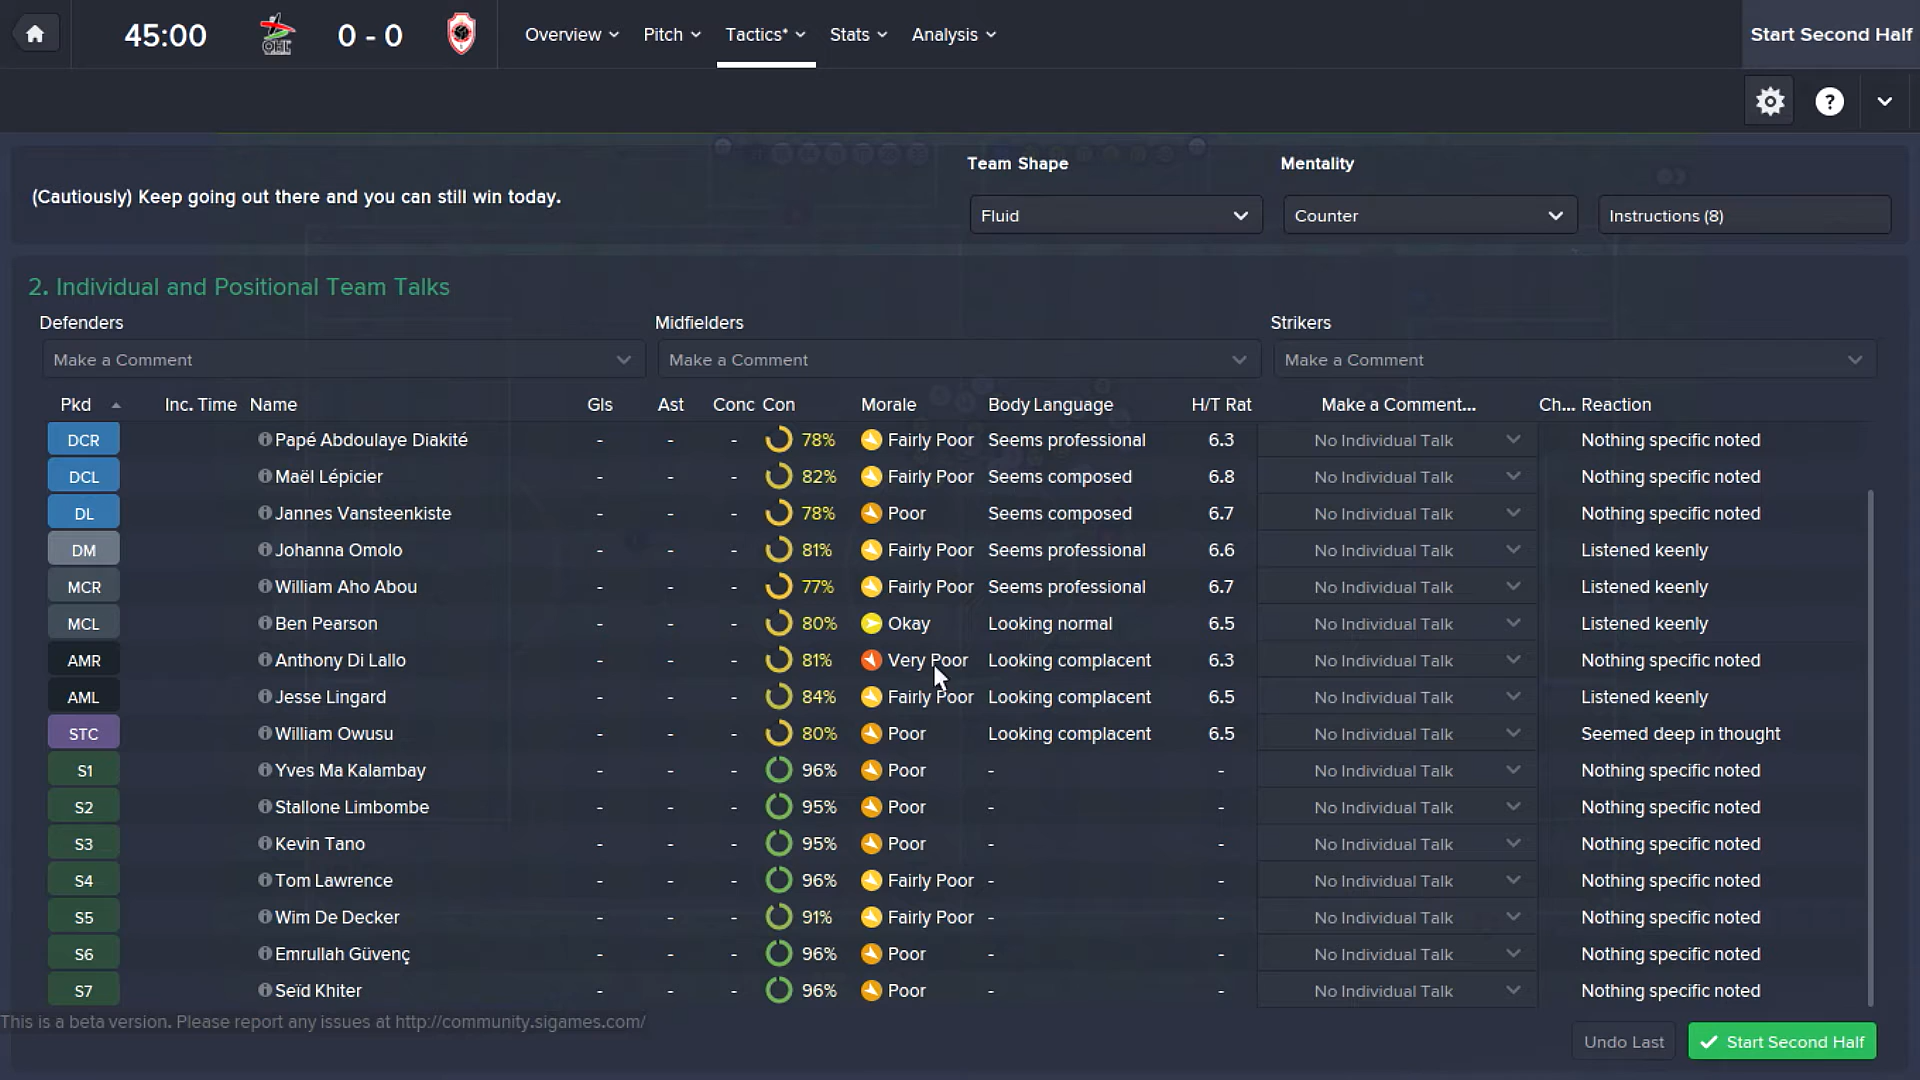 45:00 OHL 0 - 0 Overview Pitch Tactics* Stats Analysis Start Second Half
?
(Cautiously) Keep going out there and you can still win today.
Team Shape Mentality
Fluid Counter Instructions (8)
2. Individual and Positional Team Talks
Defenders Midfielders Strikers
Make a Comment Make a Comment Make a Comment
Pkd Inc. Time Name Gls Ast Conc Con Morale Body Language H/T Rat Make a Comment... Ch... Reaction
DCR Papé Abdoulaye Diakité - - - 78% Fairly Poor Seems professional 6.3 No Individual Talk Nothing specific noted
DCL Maël Lépicier - - - 82% Fairly Poor Seems composed 6.8 No Individual Talk Nothing specific noted
DL Jannes Vansteenkiste - - - 78% Poor Seems composed 6.7 No Individual Talk Nothing specific noted
DM Johanna Omolo - - - 81% Fairly Poor Seems professional 6.6 No Individual Talk Listened keenly
MCR William Aho Abou - - - 77% Fairly Poor Seems professional 6.7 No Individual Talk Listened keenly
MCL Ben Pearson - - - 80% Okay Looking normal 6.5 No Individual Talk Listened keenly
AMR Anthony Di Lallo - - - 81% Very Poor Looking complacent 6.3 No Individual Talk Nothing specific noted
AML Jesse Lingard - - - 84% Fairly Poor Looking complacent 6.5 No Individual Talk Listened keenly
STC William Owusu - - - 80% Poor Looking complacent 6.5 No Individual Talk Seemed deep in thought
S1 Yves Ma Kalambay - - - 96% Poor - - No Individual Talk Nothing specific noted
S2 Stallone Limbombe - - - 95% Poor - - No Individual Talk Nothing specific noted
S3 Kevin Tano - - - 95% Poor - - No Individual Talk Nothing specific noted
S4 Tom Lawrence - - - 96% Fairly Poor - - No Individual Talk Nothing specific noted
S5 Wim De Decker - - - 91% Fairly Poor - - No Individual Talk Nothing specific noted
S6 Emrullah Güvenç - - - 96% Poor - - No Individual Talk Nothing specific noted
S7 Seïd Khiter - - - 96% Poor - - No Individual Talk Nothing specific noted
This is a beta version. Please report any issues at http://community.sigames.com/
Undo Last Start Second Half